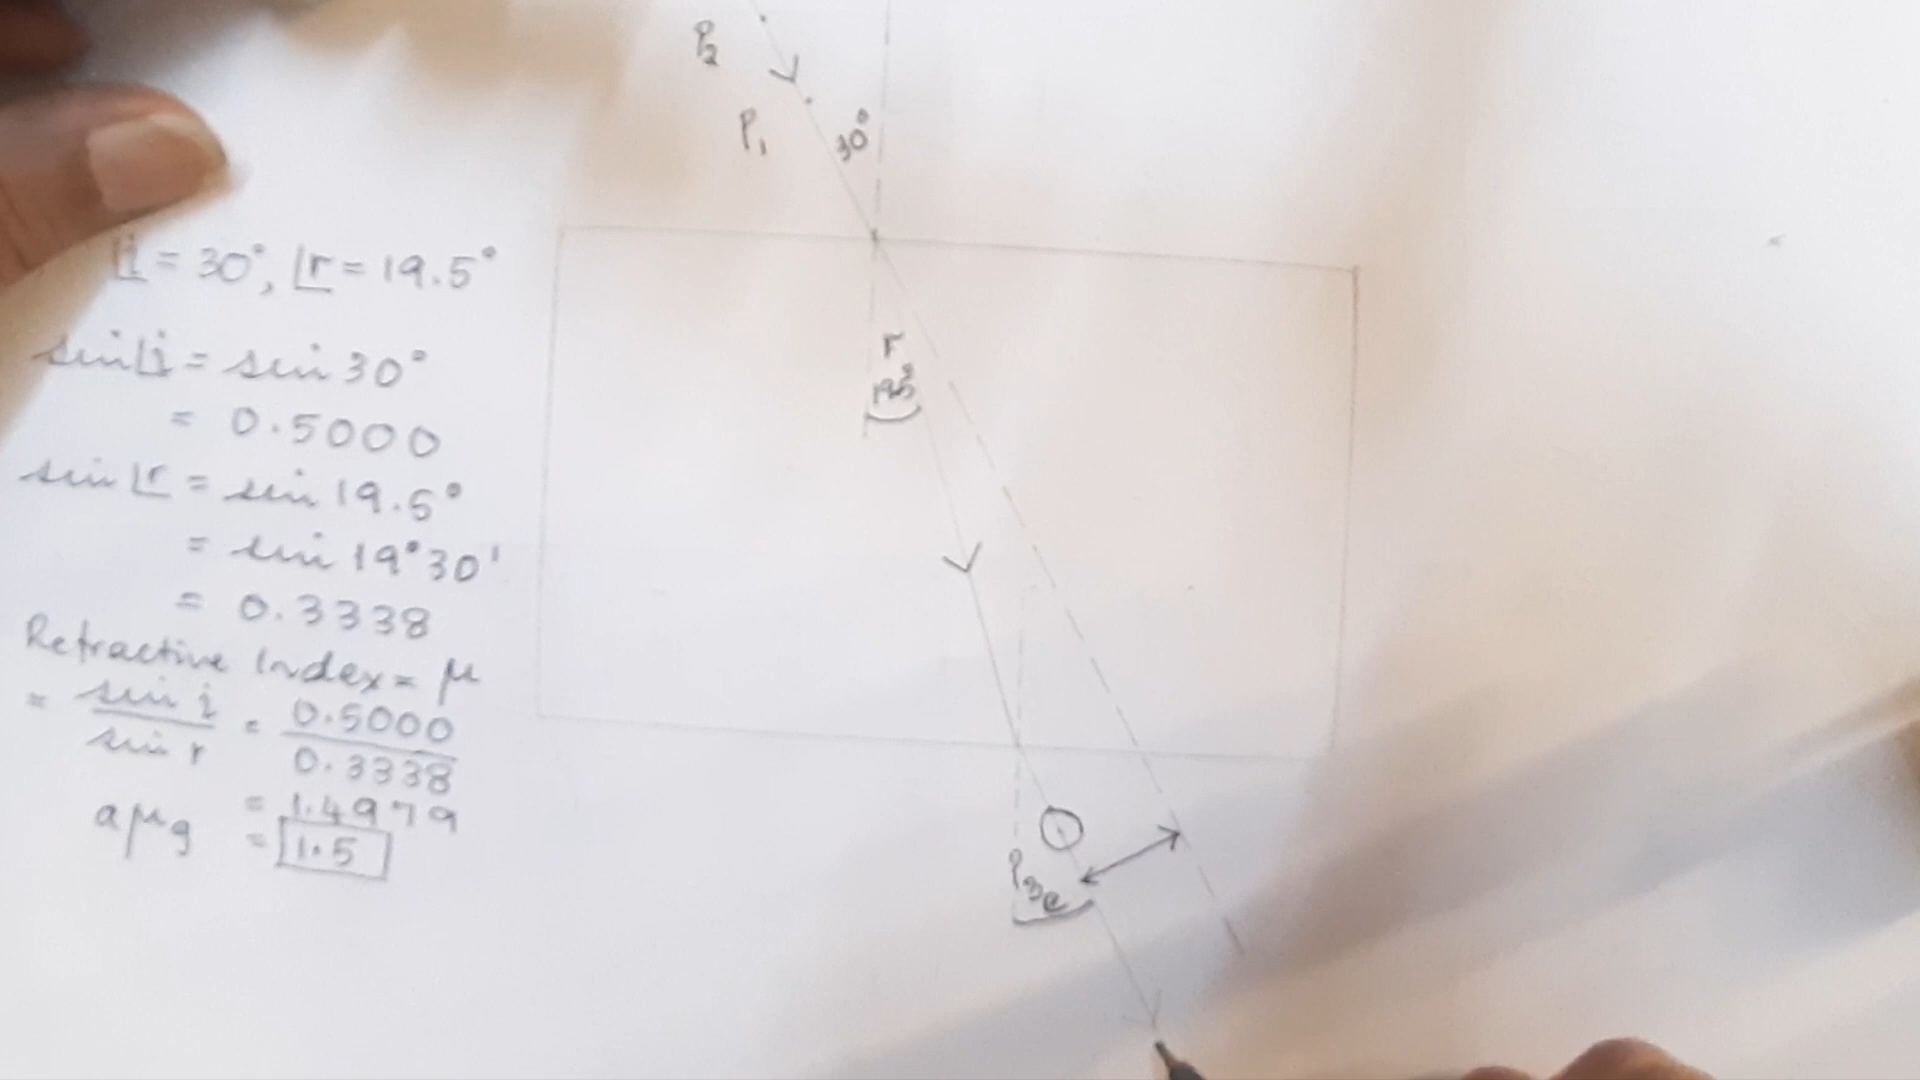 ∠i = 30°, ∠r = 19.5°
sin∠i = sin 30°
= 0.5000
sin∠r = sin 19.5°
= sin 19°30'
= 0.3338
Refractive Index = μ
= sin i / sin r = 0.5000 / 0.3338
= 1.4979
aμg = 1.5
P2
P1
30°
r
19.5°
P3
e